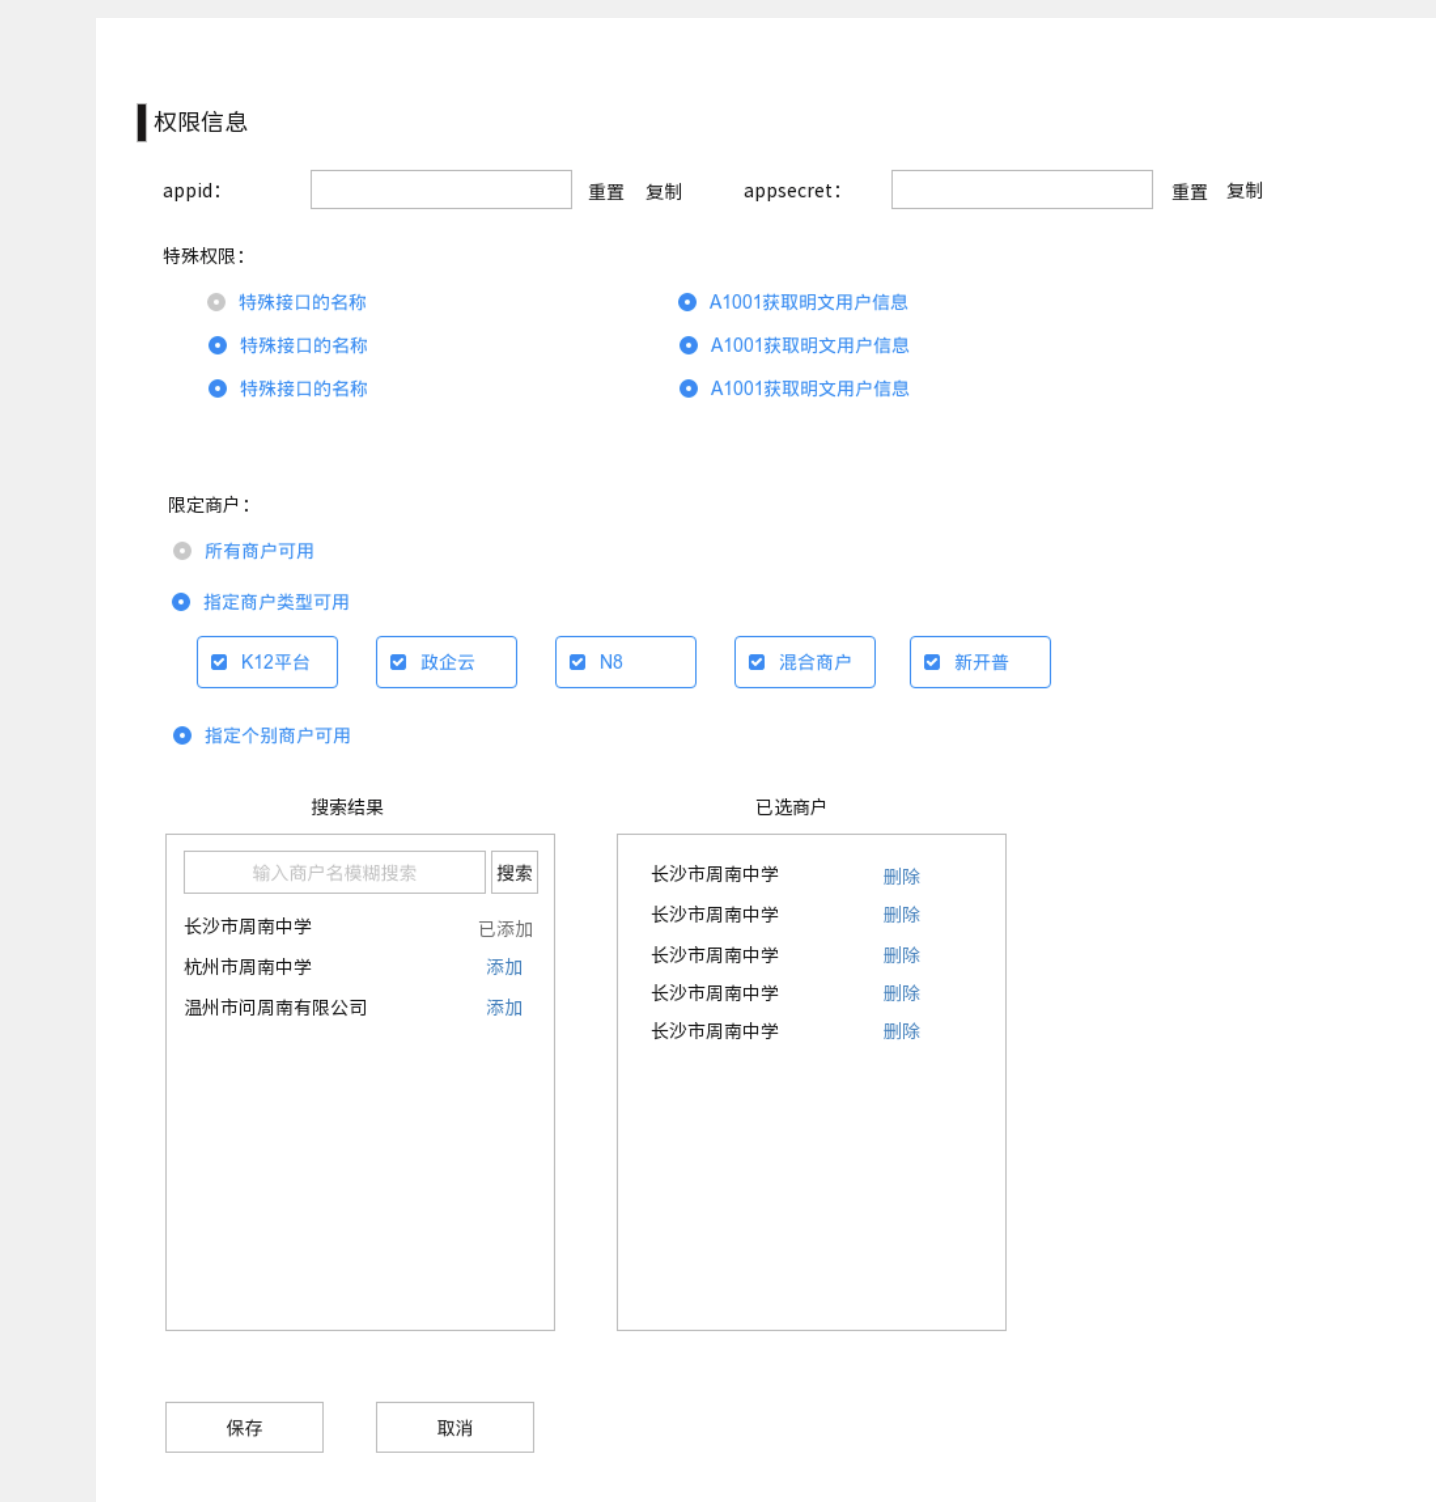 权限信息
appid： 重置 复制 appsecret： 重置 复制
特殊权限：
特殊接口的名称 A1001获取明文用户信息
特殊接口的名称 A1001获取明文用户信息
特殊接口的名称 A1001获取明文用户信息
限定商户：
所有商户可用
指定商户类型可用
K12平台 政企云 N8 混合商户 新开普
指定个别商户可用
搜索结果
输入商户名模糊搜索 搜索
长沙市周南中学 已添加
杭州市周南中学 添加
温州市问周南有限公司 添加
已选商户
长沙市周南中学 删除
长沙市周南中学 删除
长沙市周南中学 删除
长沙市周南中学 删除
长沙市周南中学 删除
保存 取消